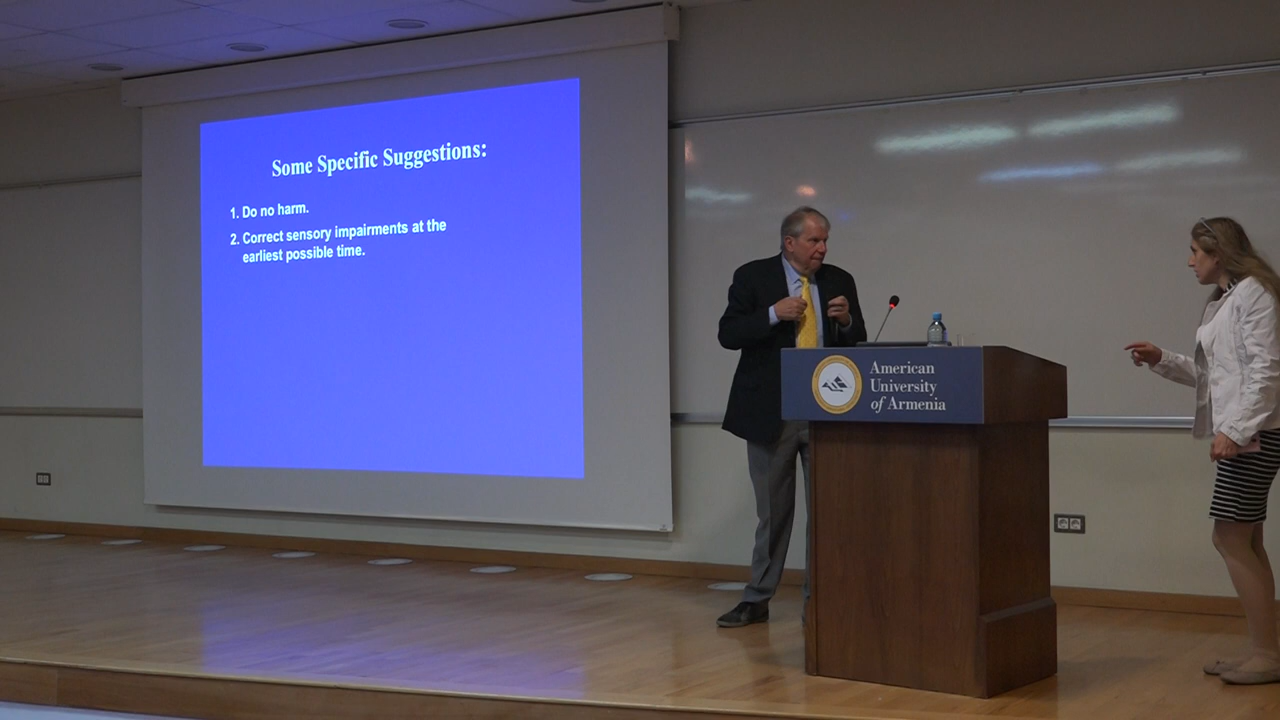 Some Specific Suggestions:
1. Do no harm.
2. Correct sensory impairments at the
earliest possible time.
American
University
of Armenia